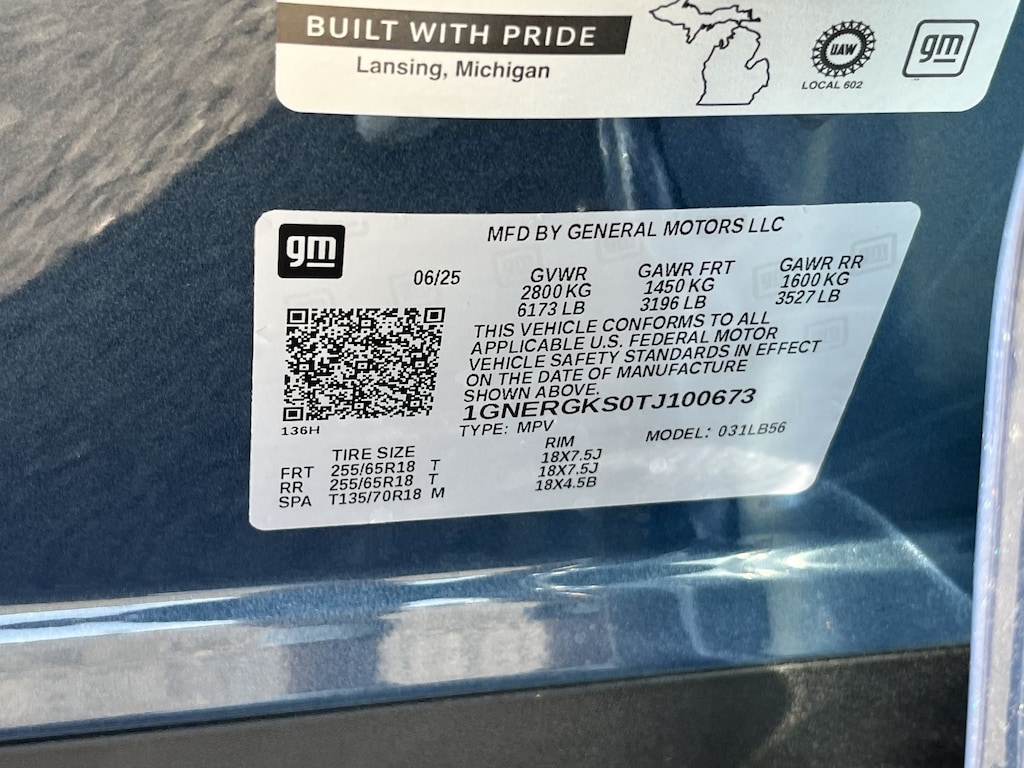 BUILT WITH PRIDE
Lansing, Michigan
UAW
LOCAL 602
gm
gm
MFD BY GENERAL MOTORS LLC
06/25
GVWR GAWR FRT GAWR RR
2800 KG 1450 KG 1600 KG
6173 LB 3196 LB 3527 LB
THIS VEHICLE CONFORMS TO ALL
APPLICABLE U.S. FEDERAL MOTOR
VEHICLE SAFETY STANDARDS IN EFFECT
ON THE DATE OF MANUFACTURE
SHOWN ABOVE.
1GNERGKS0TJ100673
136H
TYPE: MPV MODEL: 031LB56
TIRE SIZE RIM
FRT 255/65R18 T 18X7.5J
RR 255/65R18 T 18X7.5J
SPA T135/70R18 M 18X4.5B